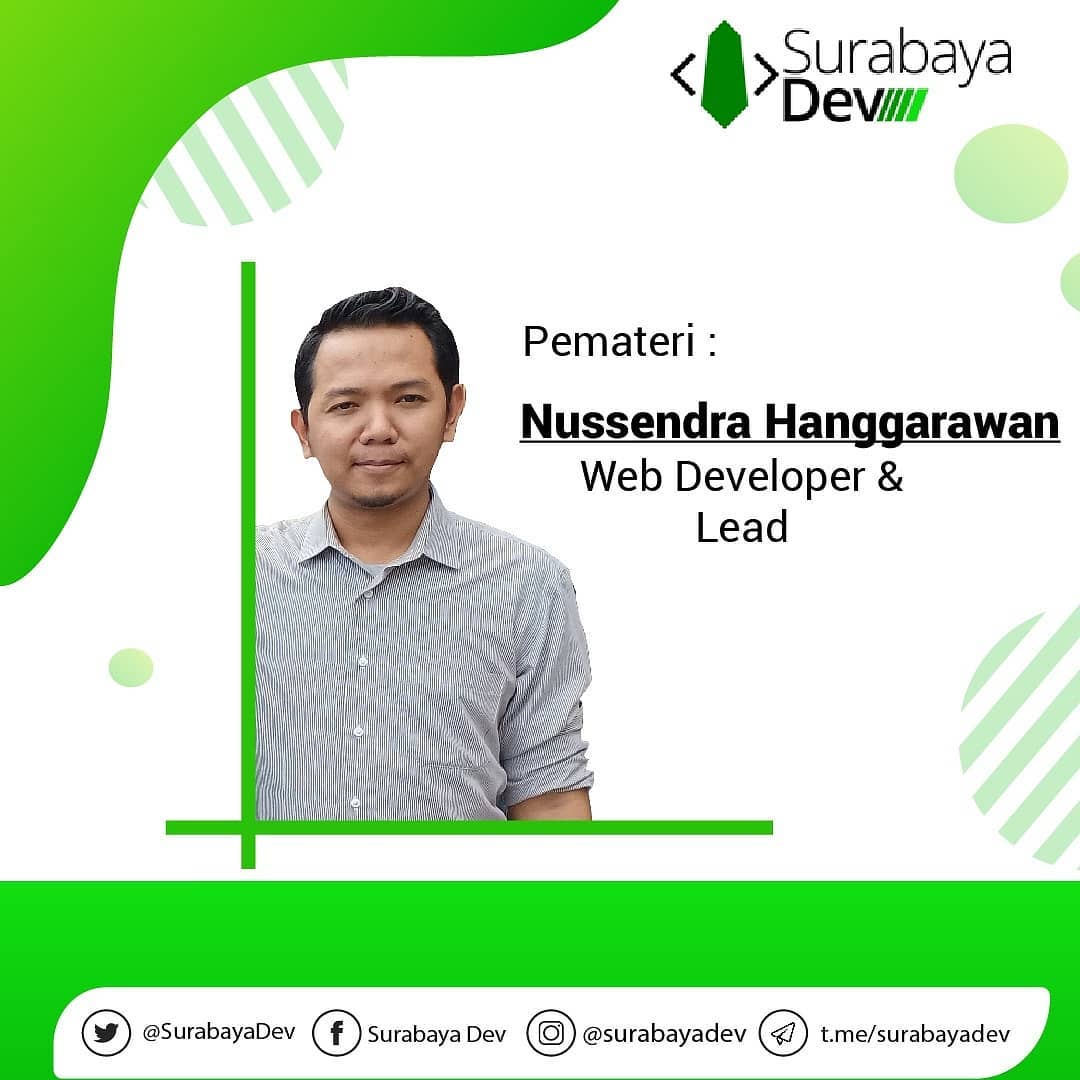 Surabaya
Dev
Pemateri :
Nussendra Hanggarawan
Web Developer &
Lead
@SurabayaDev
Surabaya Dev
@surabayadev
t.me/surabayadev